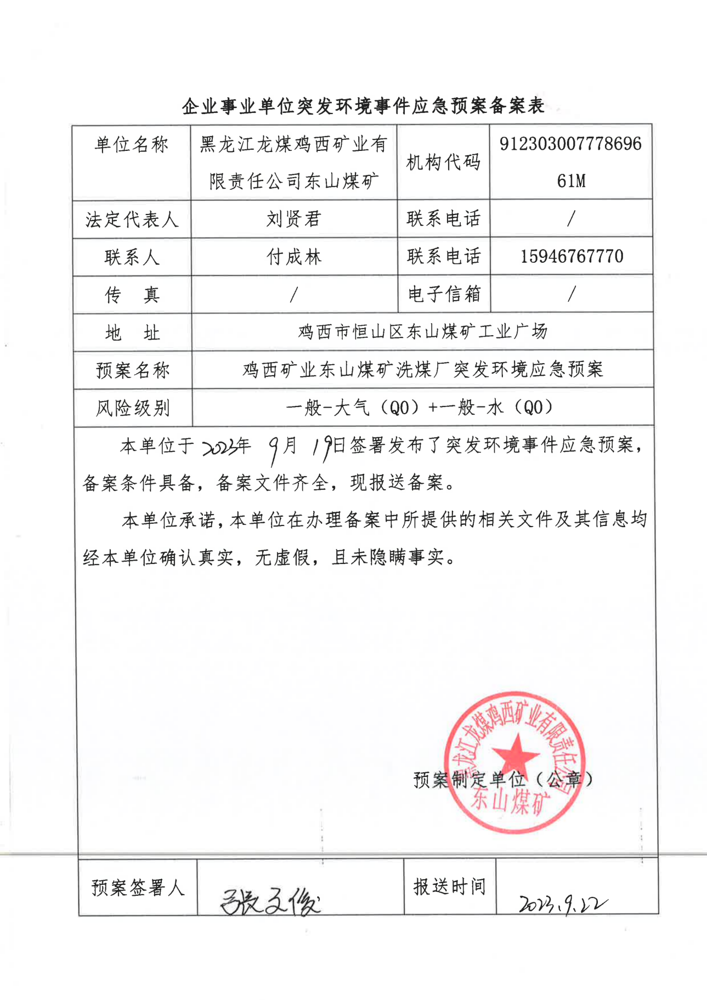 企业事业单位突发环境事件应急预案备案表
单位名称
黑龙江龙煤鸡西矿业有
限责任公司东山煤矿
机构代码
912303007778696
61M
法定代表人
刘贤君
联系电话
/
联系人
付成林
联系电话
15946767770
传 真
/
电子信箱
/
地 址
鸡西市恒山区东山煤矿工业广场
预案名称
鸡西矿业东山煤矿洗煤厂突发环境应急预案
风险级别
一般-大气（Q0）+一般-水（Q0）
本单位于2023年 9月 19日签署发布了突发环境事件应急预案，
备案条件具备，备案文件齐全，现报送备案。
本单位承诺，本单位在办理备案中所提供的相关文件及其信息均
经本单位确认真实，无虚假，且未隐瞒事实。
黑龙江龙煤鸡西矿业有限责任公司
预案制定单位（公章）
东山煤矿
预案签署人
張文俊
报送时间
2023.9.22